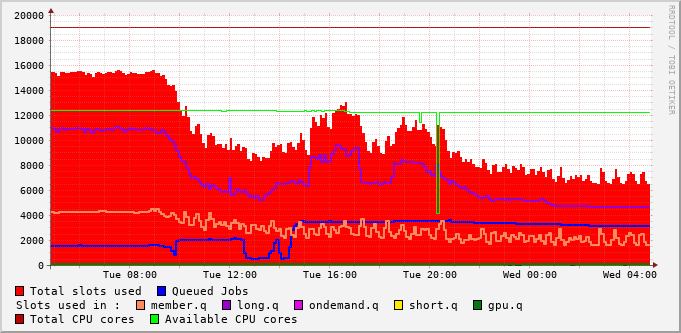 20000
18000
16000
14000
12000
10000
8000
6000
4000
2000
0
Tue 08:00 Tue 12:00 Tue 16:00 Tue 20:00 Wed 00:00 Wed 04:00
RRDTOOL / TOBI OETIKER
Total slots used Queued Jobs
Slots used in : member.q long.q ondemand.q short.q gpu.q
Total CPU cores Available CPU cores